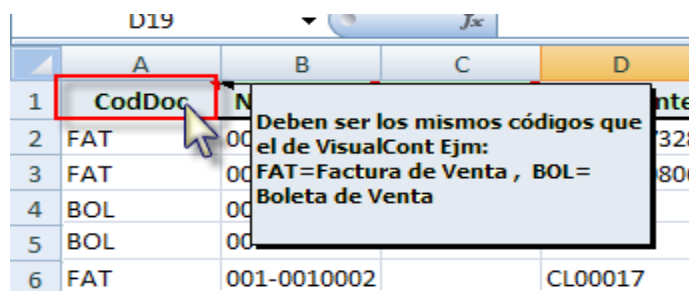 D19
A B C D
1 CodDoc N nte
2 FAT 00 7328
3 FAT 00 080
4 BOL 00
5 BOL 00
6 FAT 001-0010002 CL00017
Deben ser los mismos códigos que
el de VisualCont Ejm:
FAT=Factura de Venta , BOL=
Boleta de Venta